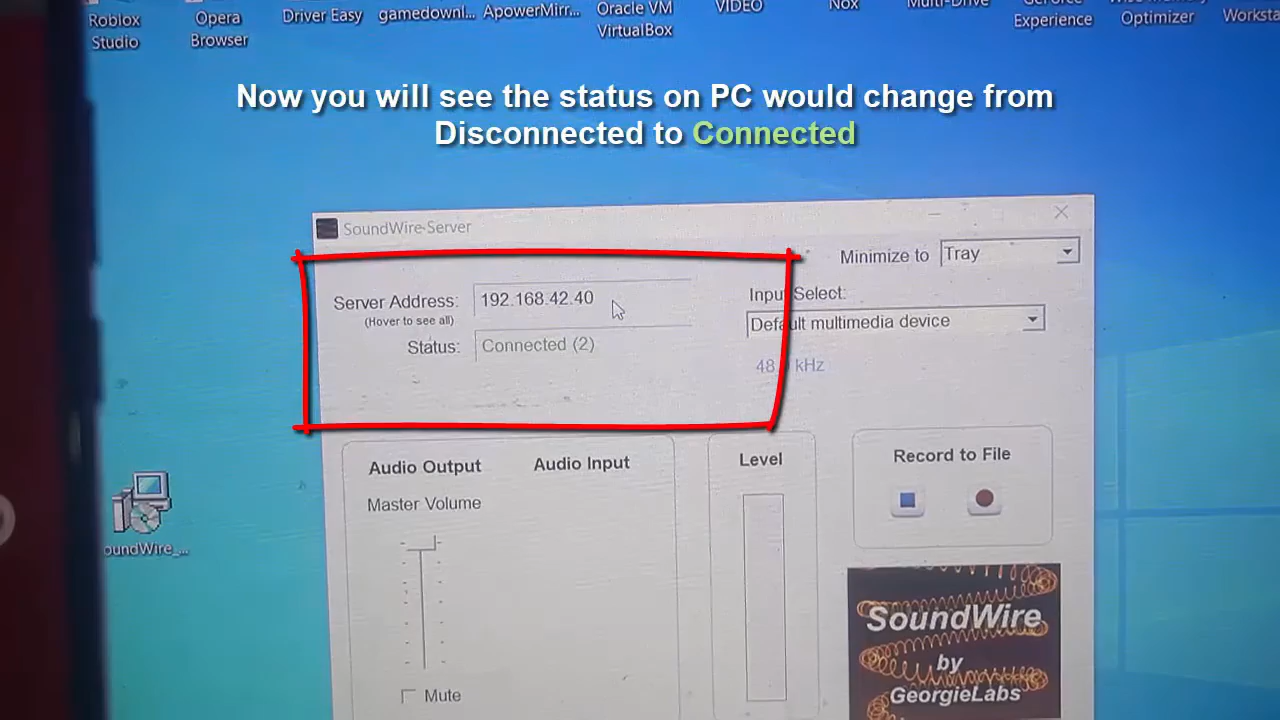 Roblox
Studio
Opera
Browser
Driver Easy
gamedownl...
ApowerMirr...
Oracle VM
VirtualBox
VIDEO
Nox
Multi-Drive
GeForce
Experience
Optimizer
Now you will see the status on PC would change from
Disconnected to Connected
SoundWire-Server
Minimize to Tray
Server Address: 192.168.42.40
(Hover to see all)
Status: Connected (2)
Input Select:
Default multimedia device
kHz
Audio Output Audio Input
Master Volume
Mute
Level
Record to File
SoundWire
by
GeorgieLabs